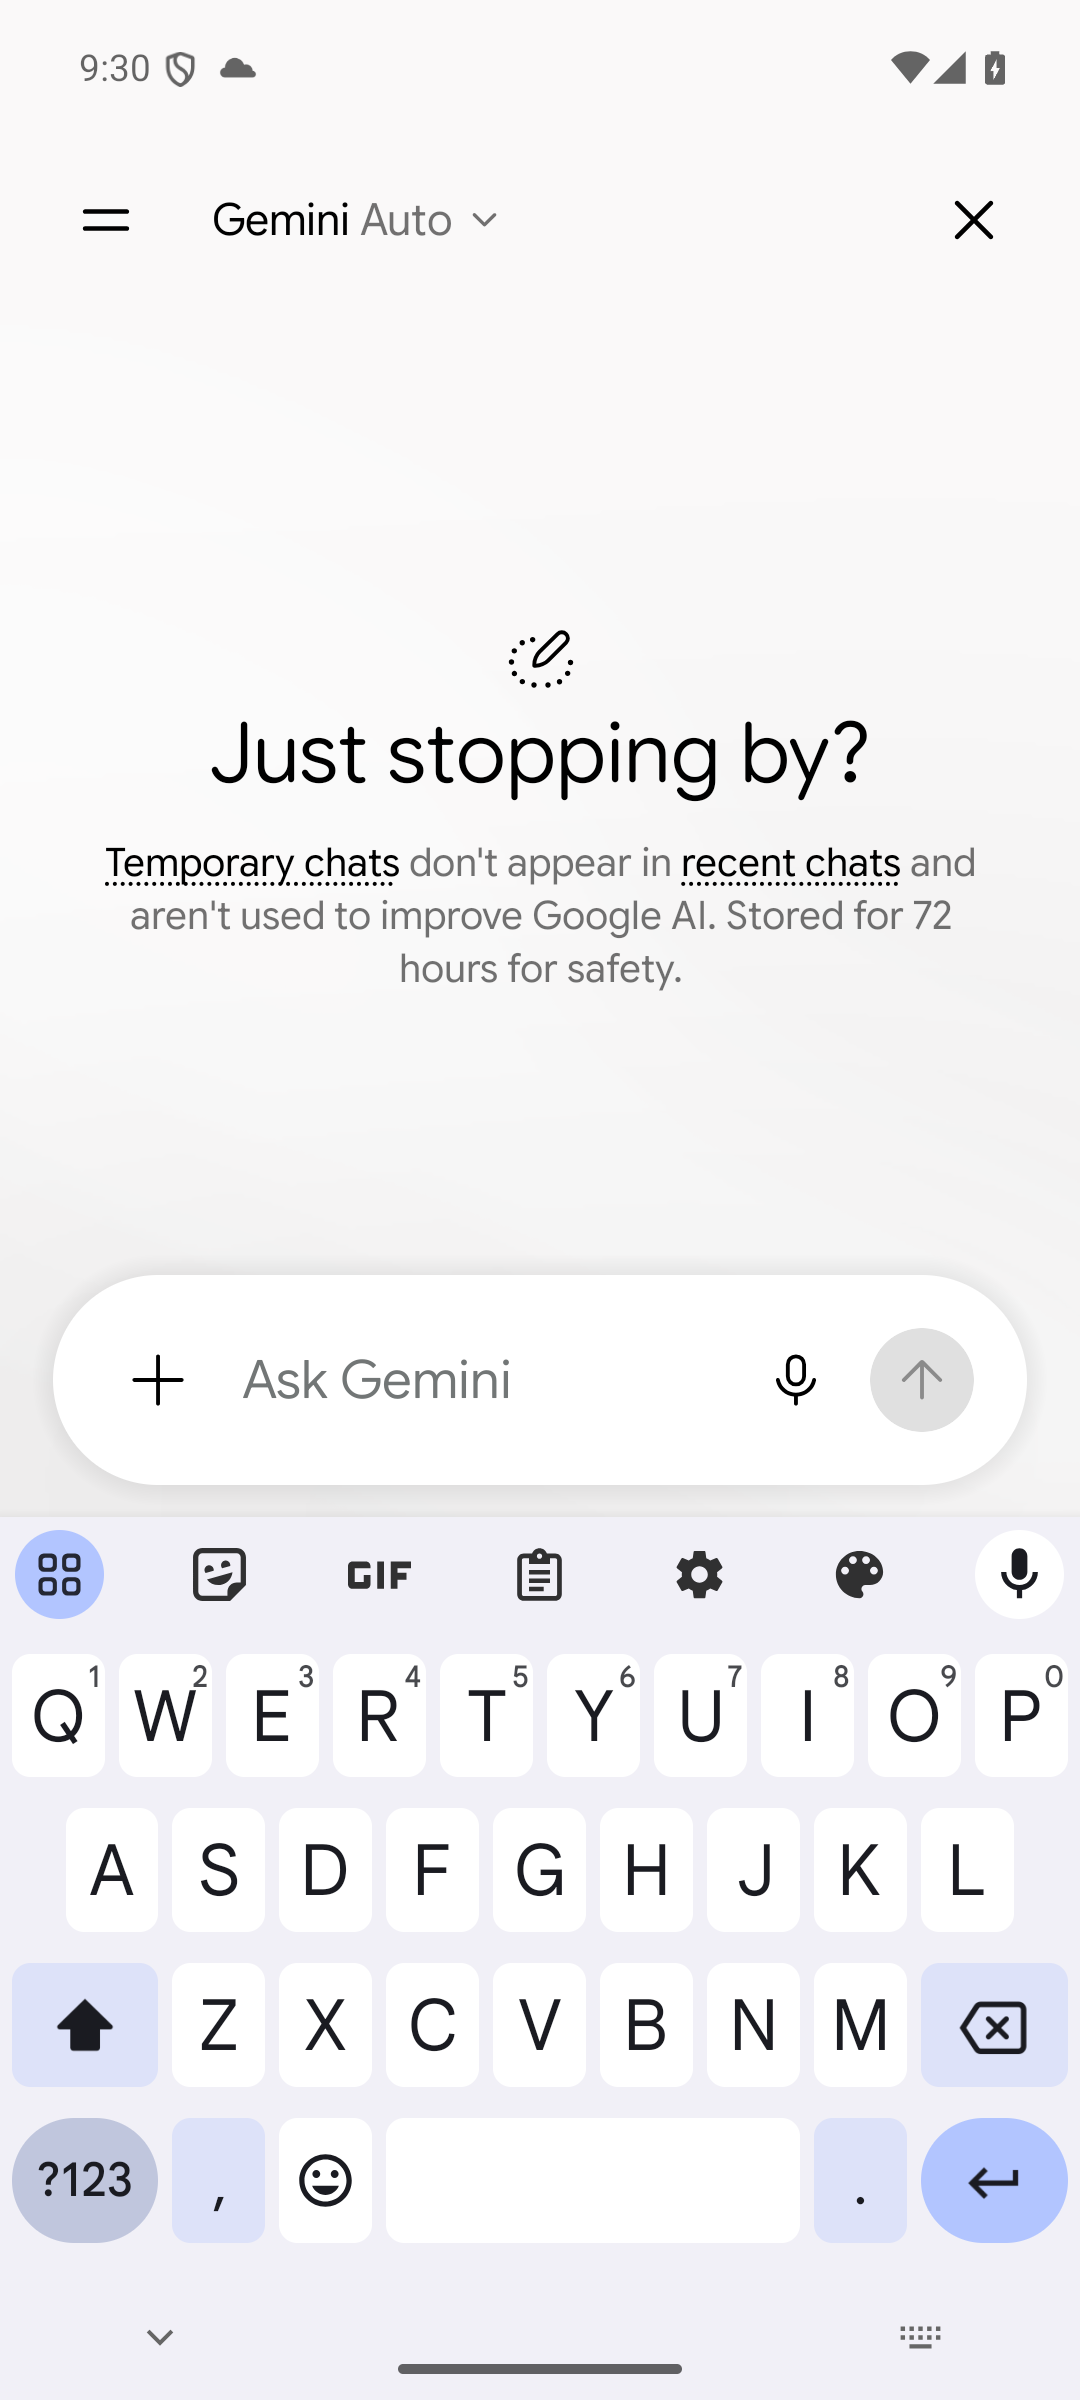 9:30
Gemini Auto
Just stopping by?
Temporary chats don't appear in recent chats and
aren't used to improve Google AI. Stored for 72
hours for safety.
Ask Gemini
GIF
Q1 W2 E3 R4 T5 Y6 U7 I8 O9 P0
A S D F G H J K L
Z X C V B N M
?123 , .